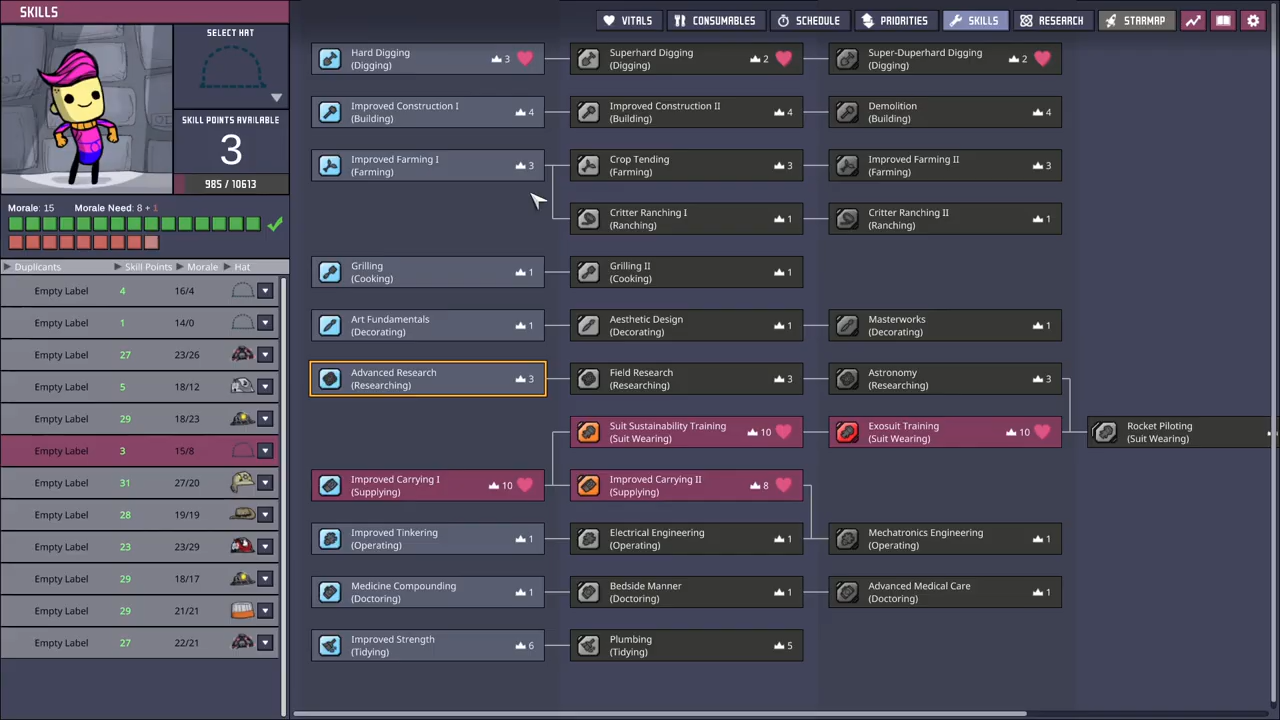 SKILLS
VITALS
CONSUMABLES
SCHEDULE
PRIORITIES
SKILLS
RESEARCH
STARMAP
SELECT HAT
SKILL POINTS AVAILABLE
3
985 / 10613
Morale: 15 Morale Need: 8 + 1
Duplicants Skill Points Morale Hat
Empty Label 4 16/4
Empty Label 1 14/0
Empty Label 27 23/26
Empty Label 5 18/12
Empty Label 29 18/23
Empty Label 3 15/8
Empty Label 31 27/20
Empty Label 28 19/19
Empty Label 23 23/29
Empty Label 29 18/17
Empty Label 29 21/21
Empty Label 27 22/21
Hard Digging
(Digging)
3
Superhard Digging
(Digging)
2
Super-Duperhard Digging
(Digging)
2
Improved Construction I
(Building)
4
Improved Construction II
(Building)
4
Demolition
(Building)
4
Improved Farming I
(Farming)
3
Crop Tending
(Farming)
3
Improved Farming II
(Farming)
3
Critter Ranching I
(Ranching)
1
Critter Ranching II
(Ranching)
1
Grilling
(Cooking)
1
Grilling II
(Cooking)
1
Art Fundamentals
(Decorating)
1
Aesthetic Design
(Decorating)
1
Masterworks
(Decorating)
1
Advanced Research
(Researching)
3
Field Research
(Researching)
3
Astronomy
(Researching)
3
Suit Sustainability Training
(Suit Wearing)
10
Exosuit Training
(Suit Wearing)
10
Rocket Piloting
(Suit Wearing)
Improved Carrying I
(Supplying)
10
Improved Carrying II
(Supplying)
8
Improved Tinkering
(Operating)
1
Electrical Engineering
(Operating)
1
Mechatronics Engineering
(Operating)
1
Medicine Compounding
(Doctoring)
1
Bedside Manner
(Doctoring)
1
Advanced Medical Care
(Doctoring)
1
Improved Strength
(Tidying)
6
Plumbing
(Tidying)
5